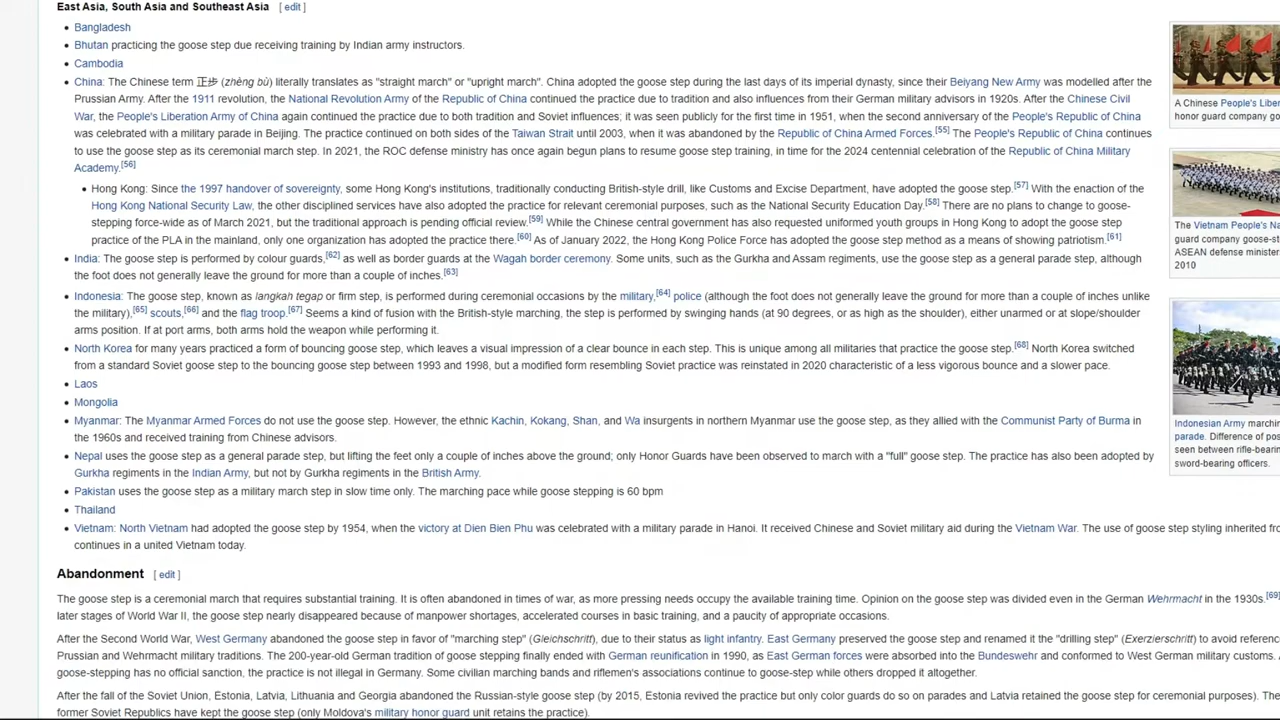 East Asia, South Asia and Southeast Asia [ edit ]
Bangladesh
Bhutan practicing the goose step due receiving training by Indian army instructors.
Cambodia
China: The Chinese term 正步 (zhèng bù) literally translates as "straight march" or "upright march". China adopted the goose step during the last days of its imperial dynasty, since their Beiyang New Army was modelled after the
Prussian Army. After the 1911 revolution, the National Revolution Army of the Republic of China continued the practice due to tradition and also influences from their German military advisors in 1920s. After the Chinese Civil
War, the People's Liberation Army of China again continued the practice due to both tradition and Soviet influences; it was seen publicly for the first time in 1951, when the second anniversary of the People's Republic of China
was celebrated with a military parade in Beijing. The practice continued on both sides of the Taiwan Strait until 2003, when it was abandoned by the Republic of China Armed Forces.[55] The People's Republic of China continues
to use the goose step as its ceremonial march step. In 2021, the ROC defense ministry has once again begun plans to resume goose step training, in time for the 2024 centennial celebration of the Republic of China Military
Academy.[56]
Hong Kong: Since the 1997 handover of sovereignty, some Hong Kong's institutions, traditionally conducting British-style drill, like Customs and Excise Department, have adopted the goose step.[57] With the enaction of the
Hong Kong National Security Law, the other disciplined services have also adopted the practice for relevant ceremonial purposes, such as the National Security Education Day.[58] There are no plans to change to goose-
stepping force-wide as of March 2021, but the traditional approach is pending official review.[59] While the Chinese central government has also requested uniformed youth groups in Hong Kong to adopt the goose step
practice of the PLA in the mainland, only one organization has adopted the practice there.[60] As of January 2022, the Hong Kong Police Force has adopted the goose step method as a means of showing patriotism.[61]
India: The goose step is performed by colour guards,[62] as well as border guards at the Wagah border ceremony. Some units, such as the Gurkha and Assam regiments, use the goose step as a general parade step, although
the foot does not generally leave the ground for more than a couple of inches.[63]
Indonesia: The goose step, known as langkah tegap or firm step, is performed during ceremonial occasions by the military,[64] police (although the foot does not generally leave the ground for more than a couple of inches unlike
the military),[65] scouts,[66] and the flag troop.[67] Seems a kind of fusion with the British-style marching, the step is performed by swinging hands (at 90 degrees, or as high as the shoulder), either unarmed or at slope/shoulder
arms position. If at port arms, both arms hold the weapon while performing it.
North Korea for many years practiced a form of bouncing goose step, which leaves a visual impression of a clear bounce in each step. This is unique among all militaries that practice the goose step.[68] North Korea switched
from a standard Soviet goose step to the bouncing goose step between 1993 and 1998, but a modified form resembling Soviet practice was reinstated in 2020 characteristic of a less vigorous bounce and a slower pace.
Laos
Mongolia
Myanmar: The Myanmar Armed Forces do not use the goose step. However, the ethnic Kachin, Kokang, Shan, and Wa insurgents in northern Myanmar use the goose step, as they allied with the Communist Party of Burma in
the 1960s and received training from Chinese advisors.
Nepal uses the goose step as a general parade step, but lifting the feet only a couple of inches above the ground; only Honor Guards have been observed to march with a "full" goose step. The practice has also been adopted by
Gurkha regiments in the Indian Army, but not by Gurkha regiments in the British Army.
Pakistan uses the goose step as a military march step in slow time only. The marching pace while goose stepping is 60 bpm
Thailand
Vietnam: North Vietnam had adopted the goose step by 1954, when the victory at Dien Bien Phu was celebrated with a military parade in Hanoi. It received Chinese and Soviet military aid during the Vietnam War. The use of goose step styling inherited
continues in a united Vietnam today.
A Chinese People's
honor guard company
The Vietnam People's
guard company
ASEAN defense
2010
Indonesian Army
parade. Difference of
seen between
sword-bearing officers.
Abandonment [ edit ]
The goose step is a ceremonial march that requires substantial training. It is often abandoned in times of war, as more pressing needs occupy the available training time. Opinion on the goose step was divided even in the German Wehrmacht in the 1930s.[69]
later stages of World War II, the goose step nearly disappeared because of manpower shortages, accelerated courses in basic training, and a paucity of appropriate occasions.
After the Second World War, West Germany abandoned the goose step in favor of "marching step" (Gleichschritt), due to their status as light infantry. East Germany preserved the goose step and renamed it the "drilling step" (Exerzierschritt) to avoid
Prussian and Wehrmacht military traditions. The 200-year-old German tradition of goose stepping finally ended with German reunification in 1990, as East German forces were absorbed into the Bundeswehr and conformed to West German military customs.
goose-stepping has no official sanction, the practice is not illegal in Germany. Some civilian marching bands and riflemen's associations continue to goose-step while others dropped it altogether.
After the fall of the Soviet Union, Estonia, Latvia, Lithuania and Georgia abandoned the Russian-style goose step (by 2015, Estonia revived the practice but only color guards do so on parades and Latvia retained the goose step for ceremonial purposes). The
former Soviet Republics have kept the goose step (only Moldova's military honor guard unit retains the practice).